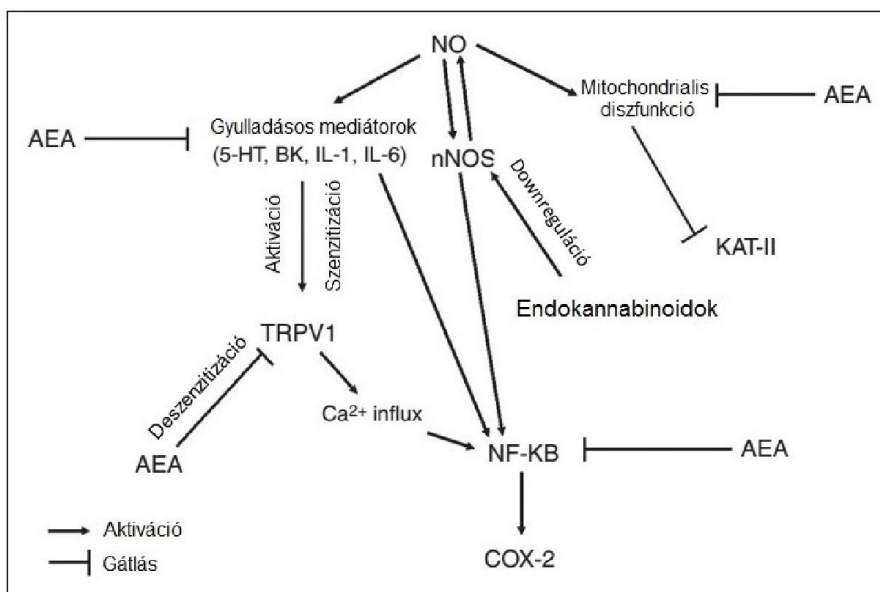 NO
Mitochondrialis
diszfunkció
AEA
AEA
Gyulladásos mediátorok
(5-HT, BK, IL-1, IL-6)
nNOS
Downreguláció
KAT-II
Aktiváció
Szenzitizáció
Endokannabinoidok
TRPV1
Deszenzitizáció
Ca²⁺ influx
AEA
NF-KB
AEA
Aktiváció
Gátlás
COX-2